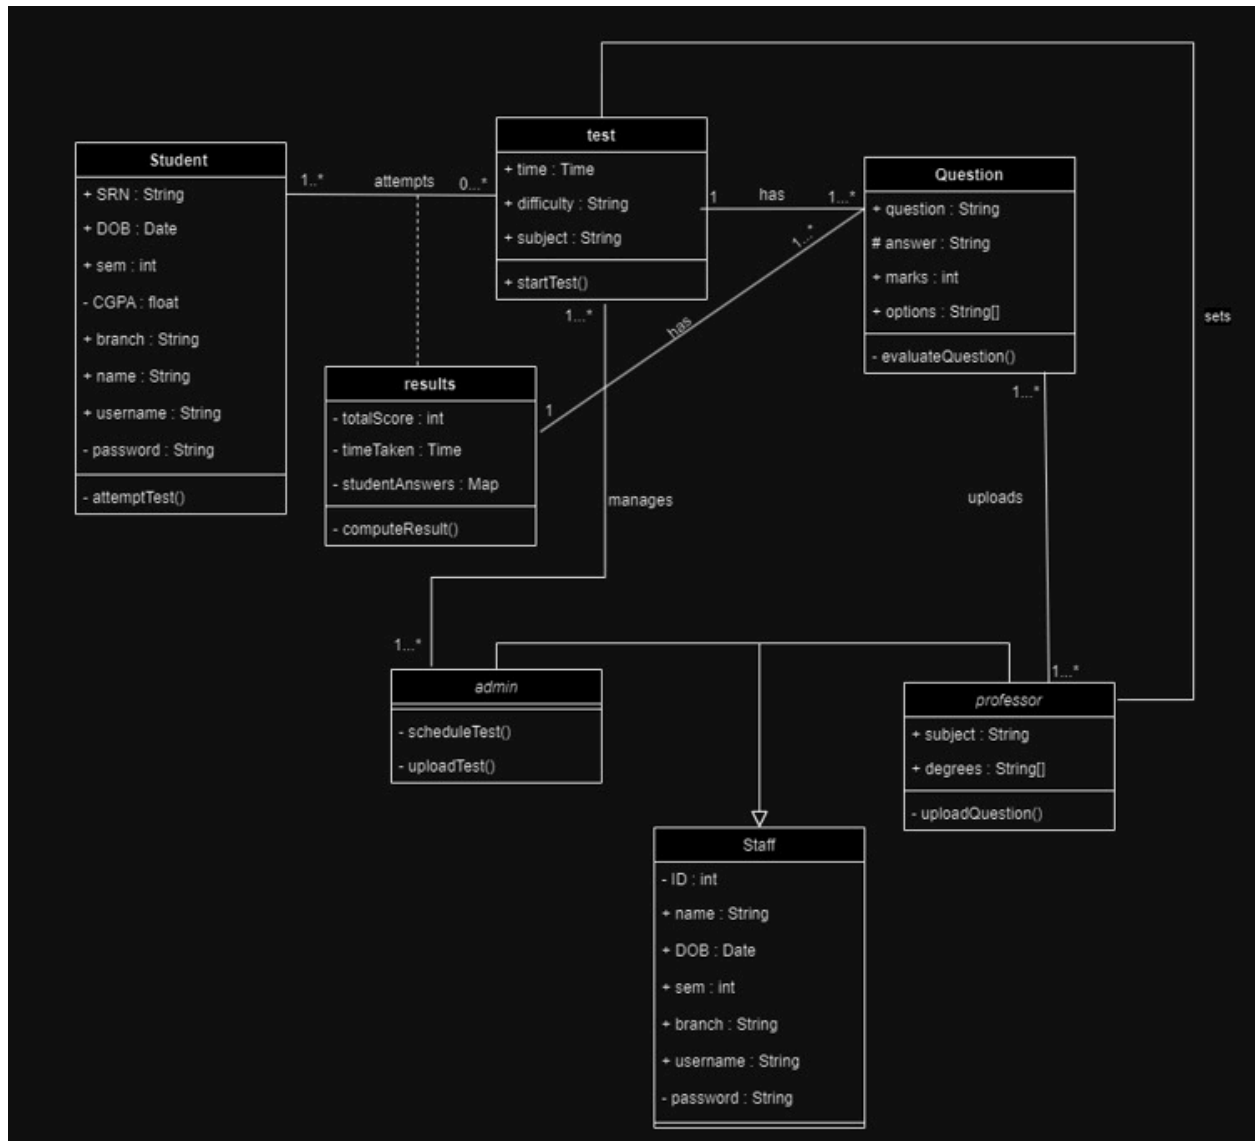 test
+ time : Time
+ difficulty : String
+ subject : String
+ startTest()
Student
+ SRN : String
+ DOB : Date
+ sem : int
- CGPA : float
+ branch : String
+ name : String
+ username : String
- password : String
- attemptTest()
1..*
attempts
0...*
1
has
1...*
Question
+ question : String
# answer : String
+ marks : int
+ options : String[]
- evaluateQuestion()
1...*
has
1
results
- totalScore : int
- timeTaken : Time
- studentAnswers : Map
- computeResult()
1...*
manages
1...*
sets
1...*
uploads
1...*
admin
- scheduleTest()
- uploadTest()
professor
+ subject : String
+ degrees : String[]
- uploadQuestion()
Staff
- ID : int
+ name : String
+ DOB : Date
+ sem : int
+ branch : String
+ username : String
- password : String